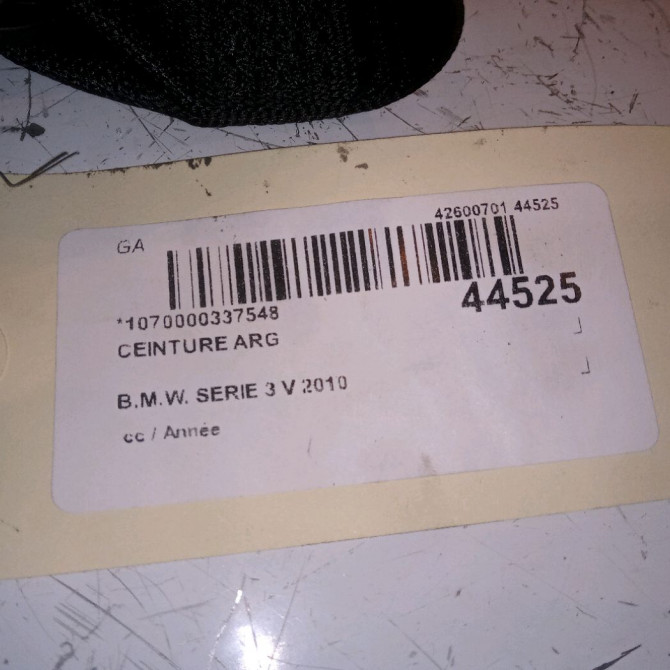 GA
42600701 44525
44525
*1070000337548
CEINTURE ARG
B.M.W. SERIE 3 V 2010
cc / Année